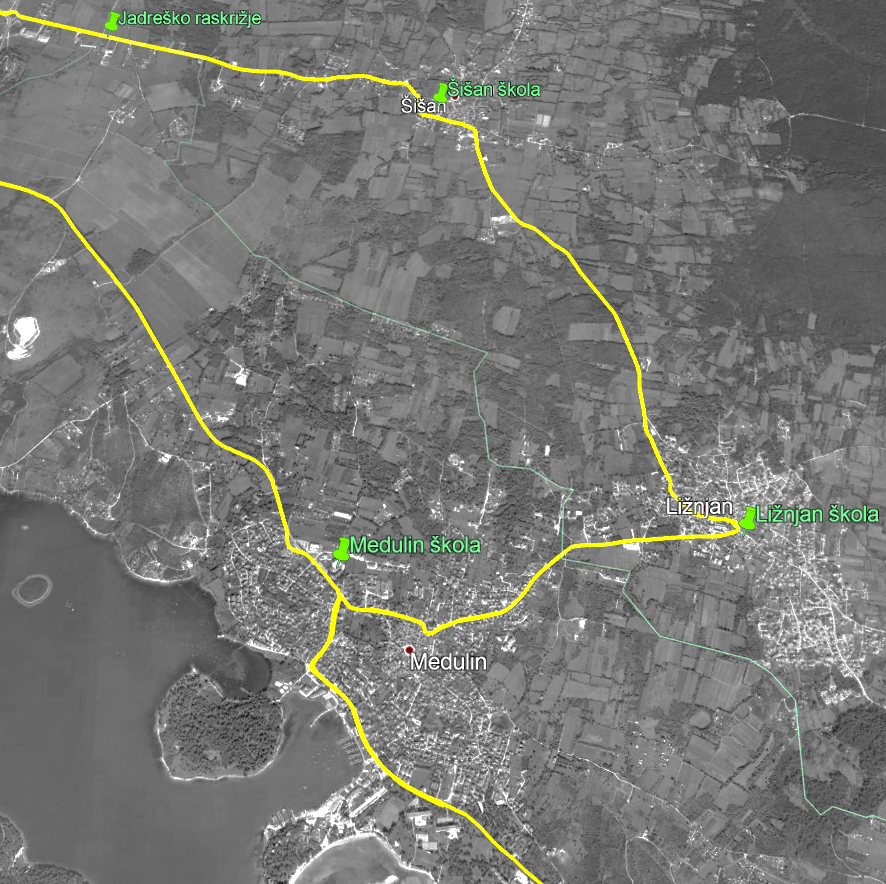 Jadreško raskrižje
Šišan škola
Šišan
Ližnjan
Ližnjan škola
Medulin škola
Medulin